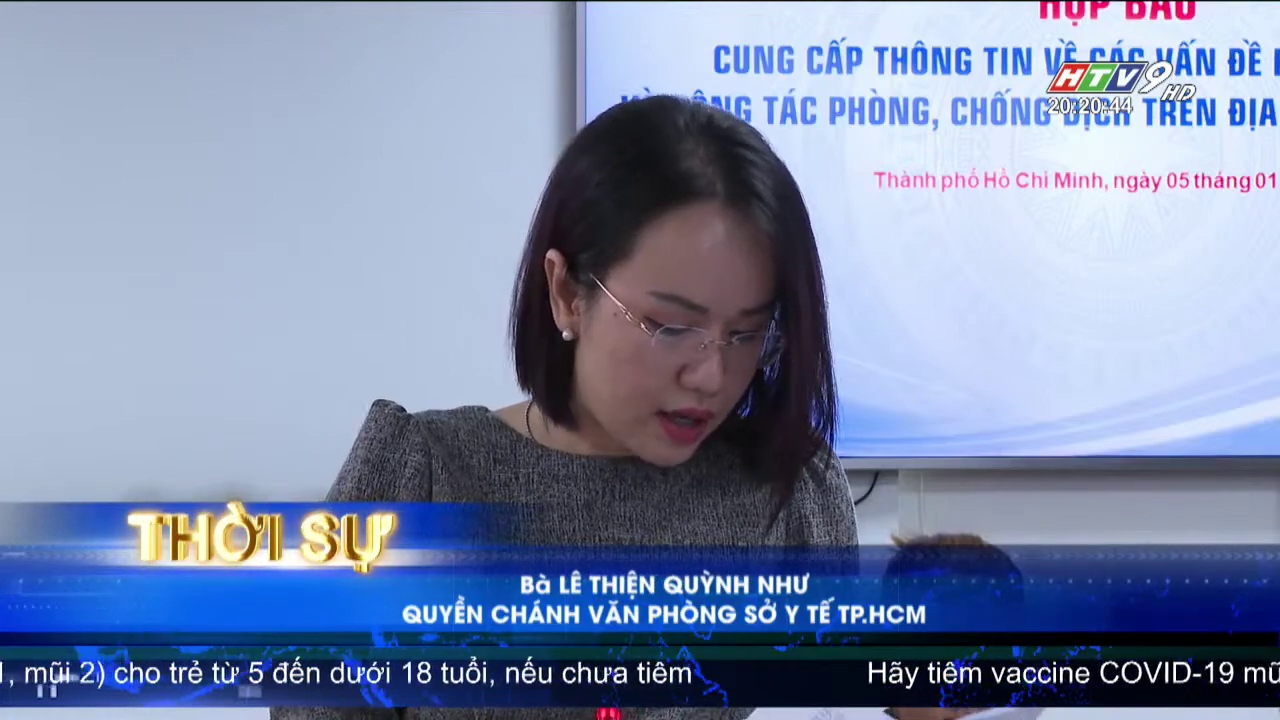 HỌP BÁO
CUNG CẤP THÔNG TIN VỀ CÁC VẤN ĐỀ
TÁC PHÒNG, CHỐNG DỊCH TRÊN ĐỊA
Thành phố Hồ Chí Minh, ngày 05 tháng 01
HTV9 HD
20:20:44
THỜI SỰ
Bà LÊ THIỆN QUỲNH NHƯ
QUYỀN CHÁNH VĂN PHÒNG SỞ Y TẾ TP.HCM
1, mũi 2) cho trẻ từ 5 đến dưới 18 tuổi, nếu chưa tiêm
Hãy tiêm vaccine COVID-19 mũ